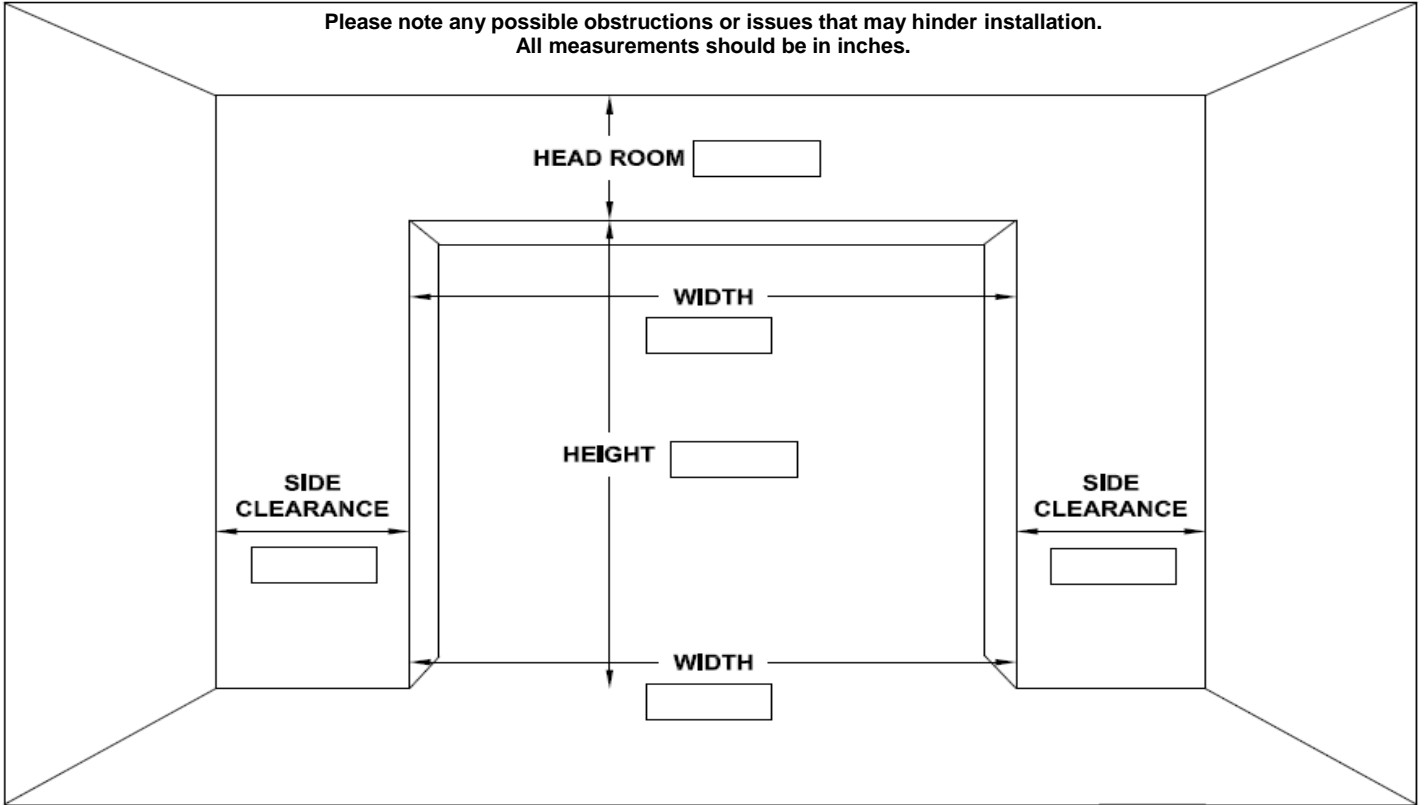 Please note any possible obstructions or issues that may hinder installation.
All measurements should be in inches.
HEAD ROOM
WIDTH
HEIGHT
SIDE
CLEARANCE
SIDE
CLEARANCE
WIDTH